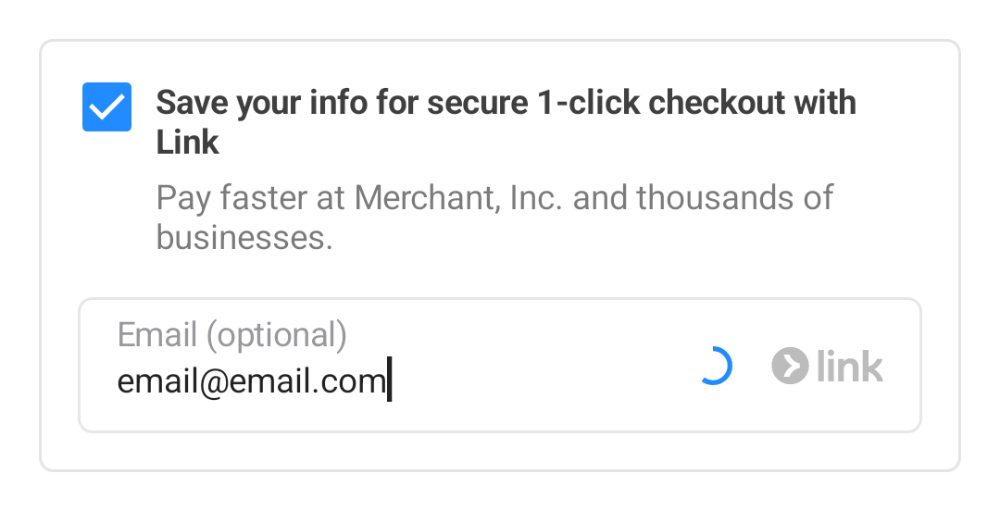 Save your info for secure 1-click checkout with
Link
Pay faster at Merchant, Inc. and thousands of
businesses.
Email (optional)
email@email.com
link